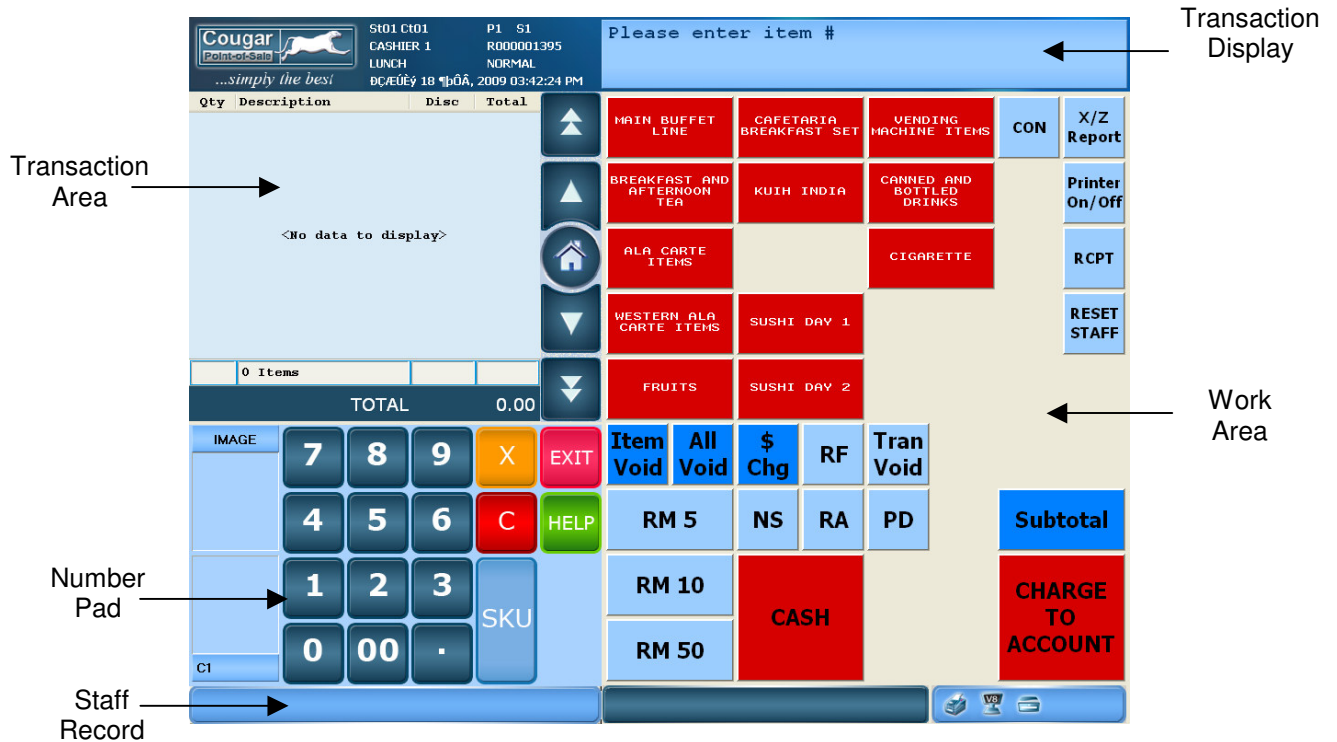 Transaction
Display
Cougar
Point-of-Sale
...simply the best
St01 Ct01
P1 S1
CASHIER 1
R000001395
LUNCH
NORMAL
ÐÇÆÚÈý 18 ¶þÔÂ, 2009 03:42:24 PM
Please enter item #
Qty Description Disc Total
<No data to display>
0 Items
TOTAL 0.00
Transaction
Area
MAIN BUFFET
LINE
CAFETARIA
BREAKFAST SET
VENDING
MACHINE ITEMS
CON
X/Z
Report
BREAKFAST AND
AFTERNOON
TEA
KUIH INDIA
CANNED AND
BOTTLED
DRINKS
Printer
On/Off
ALA CARTE
ITEMS
CIGARETTE
RCPT
WESTERN ALA
CARTE ITEMS
SUSHI DAY 1
RESET
STAFF
FRUITS
SUSHI DAY 2
Work
Area
IMAGE
7 8 9 X EXIT
4 5 6 C HELP
1 2 3 SKU
0 00 .
C1
Item
Void
All
Void
$
Chg
RF
Tran
Void
RM 5
NS
RA
PD
Subtotal
RM 10
CASH
CHARGE
TO
ACCOUNT
RM 50
V8
Number
Pad
Staff
Record